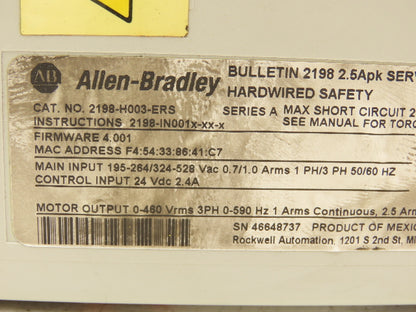 AB Allen-Bradley
BULLETIN 2198 2.5Apk SERV
HARDWIRED SAFETY
CAT. NO. 2198-H003-ERS
SERIES A MAX SHORT CIRCUIT 2
INSTRUCTIONS 2198-IN001x-xx-x
SEE MANUAL FOR TORQ
FIRMWARE 4.001
MAC ADDRESS F4:54:33:86:41:C7
MAIN INPUT 195-264/324-528 Vac 0.7/1.0 Arms 1 PH/3 PH 50/60 HZ
CONTROL INPUT 24 Vdc 2.4A
MOTOR OUTPUT 0-460 Vrms 3PH 0-590 Hz 1 Arms Continuous, 2.5 Arm
SN 46648737 PRODUCT OF MEXIC
Rockwell Automation, 1201 S 2nd St, Mil